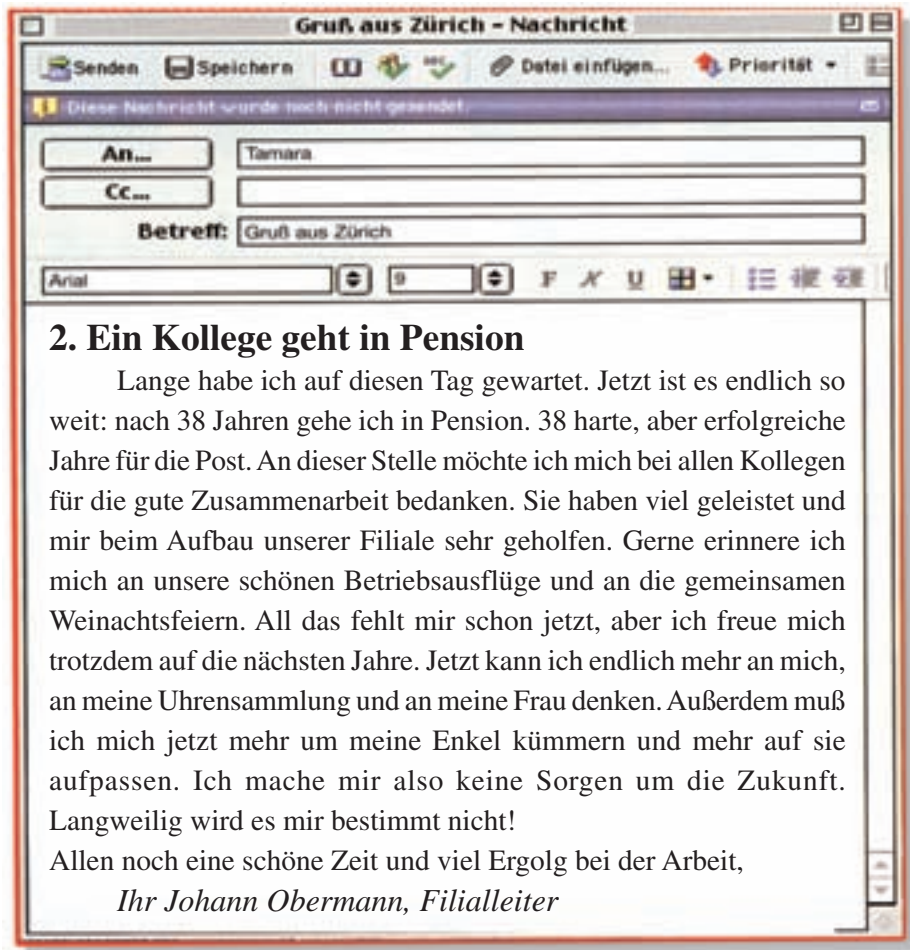 Gruß aus Zürich – Nachricht
Senden Speichern Datei einfügen... Priorität
Diese Nachricht wurde noch nicht gesendet.
An... Tamara
Cc...
Betreff: Gruß aus Zürich
Arial 9 F K U
2. Ein Kollege geht in Pension
Lange habe ich auf diesen Tag gewartet. Jetzt ist es endlich so
weit: nach 38 Jahren gehe ich in Pension. 38 harte, aber erfolgreiche
Jahre für die Post. An dieser Stelle möchte ich mich bei allen Kollegen
für die gute Zusammenarbeit bedanken. Sie haben viel geleistet und
mir beim Aufbau unserer Filiale sehr geholfen. Gerne erinnere ich
mich an unsere schönen Betriebsausflüge und an die gemeinsamen
Weinachtsfeiern. All das fehlt mir schon jetzt, aber ich freue mich
trotzdem auf die nächsten Jahre. Jetzt kann ich endlich mehr an mich,
an meine Uhrensammlung und an meine Frau denken. Außerdem muß
ich mich jetzt mehr um meine Enkel kümmern und mehr auf sie
aufpassen. Ich mache mir also keine Sorgen um die Zukunft.
Langweilig wird es mir bestimmt nicht!
Allen noch eine schöne Zeit und viel Ergolg bei der Arbeit,
Ihr Johann Obermann, Filialleiter